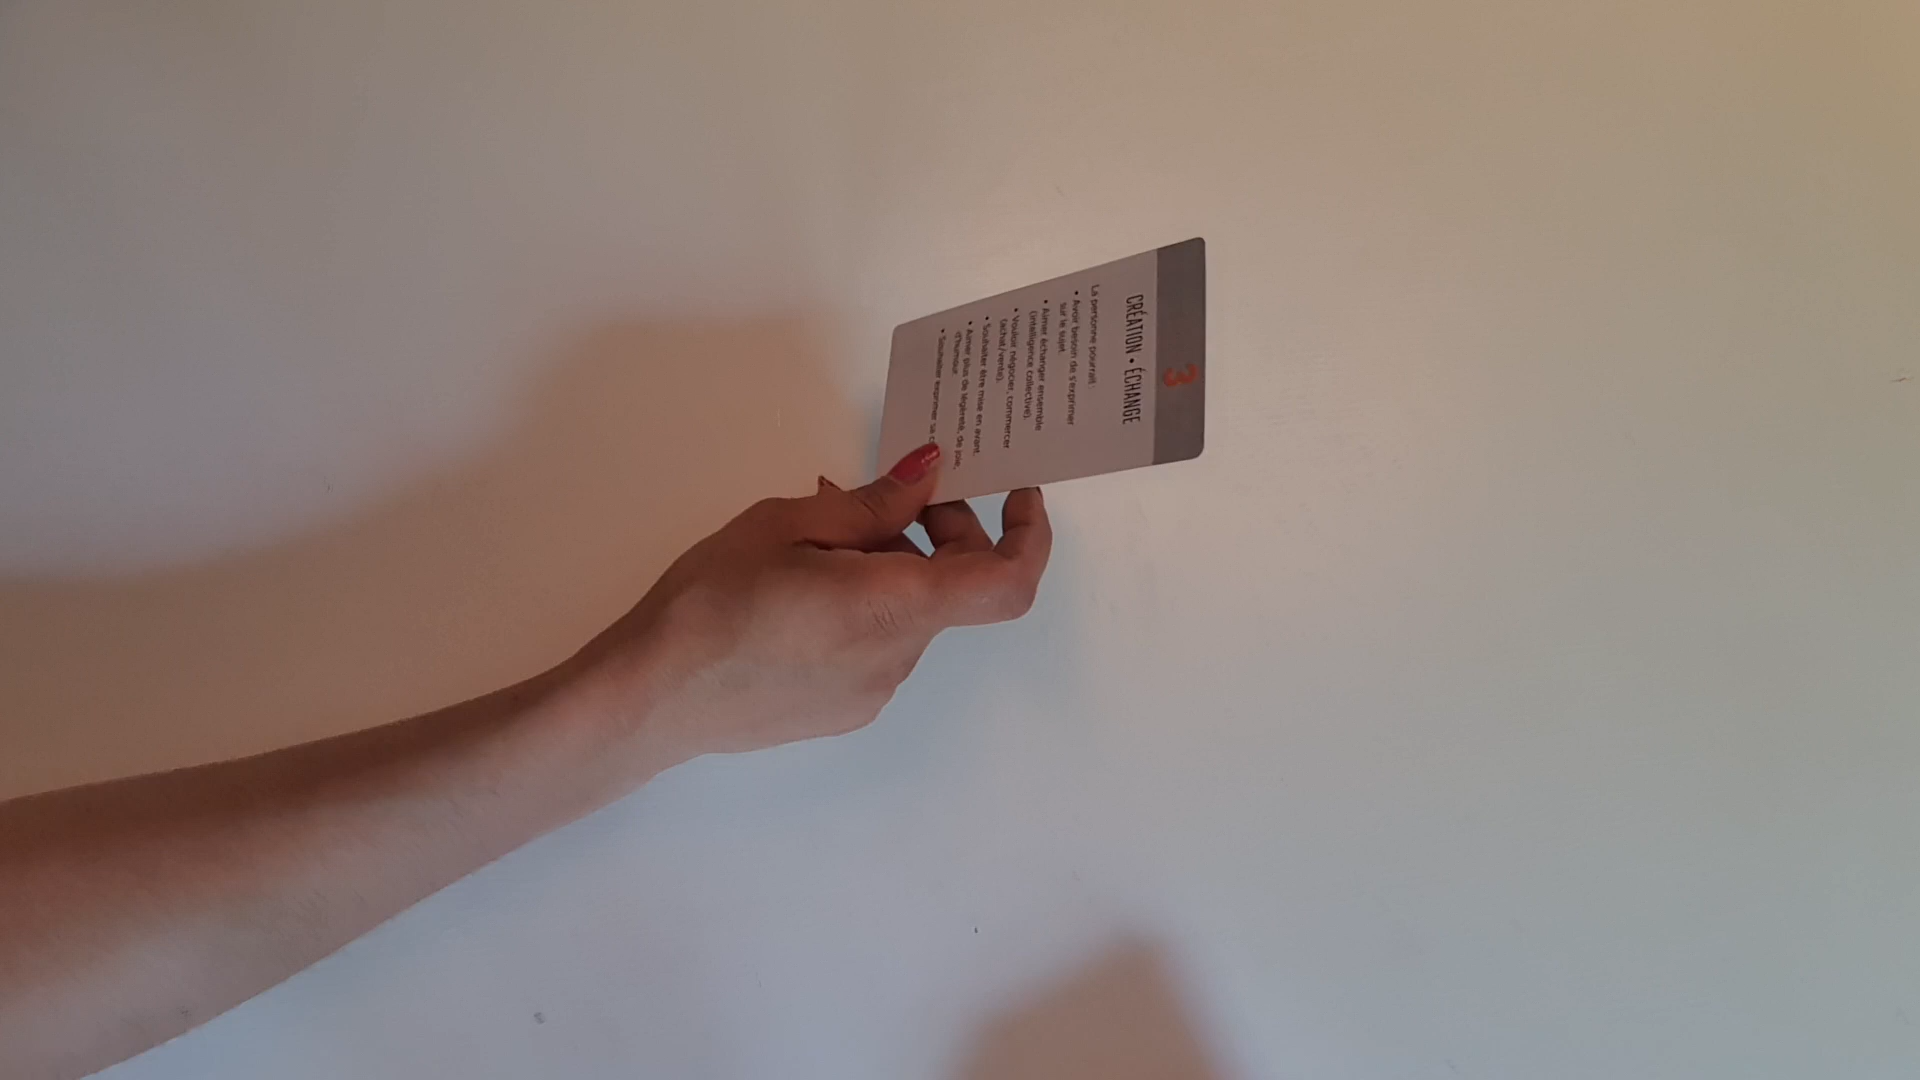 3
CRÉATION • ÉCHANGE
La personne pourrait :
• Avoir besoin de s'exprimer
sur le sujet.
• Aimer échanger ensemble
(intelligence collective).
• Vouloir négocier, commercer
(achat/vente).
• Souhaiter être mise en avant.
• Aimer plus de légèreté, de joie,
d'humour.
• Souhaiter exprimer sa